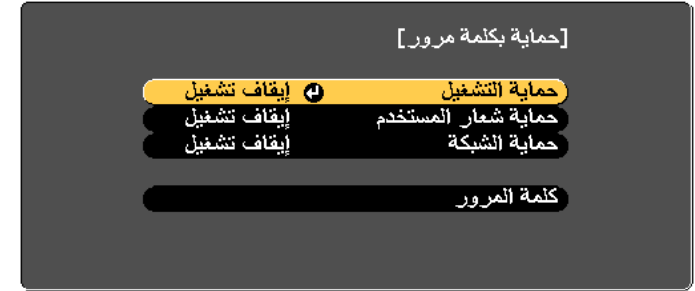 [حماية بكلمة مرور]
حماية التشغيل إيقاف تشغيل
حماية شعار المستخدم إيقاف تشغيل
حماية الشبكة إيقاف تشغيل
كلمة المرور